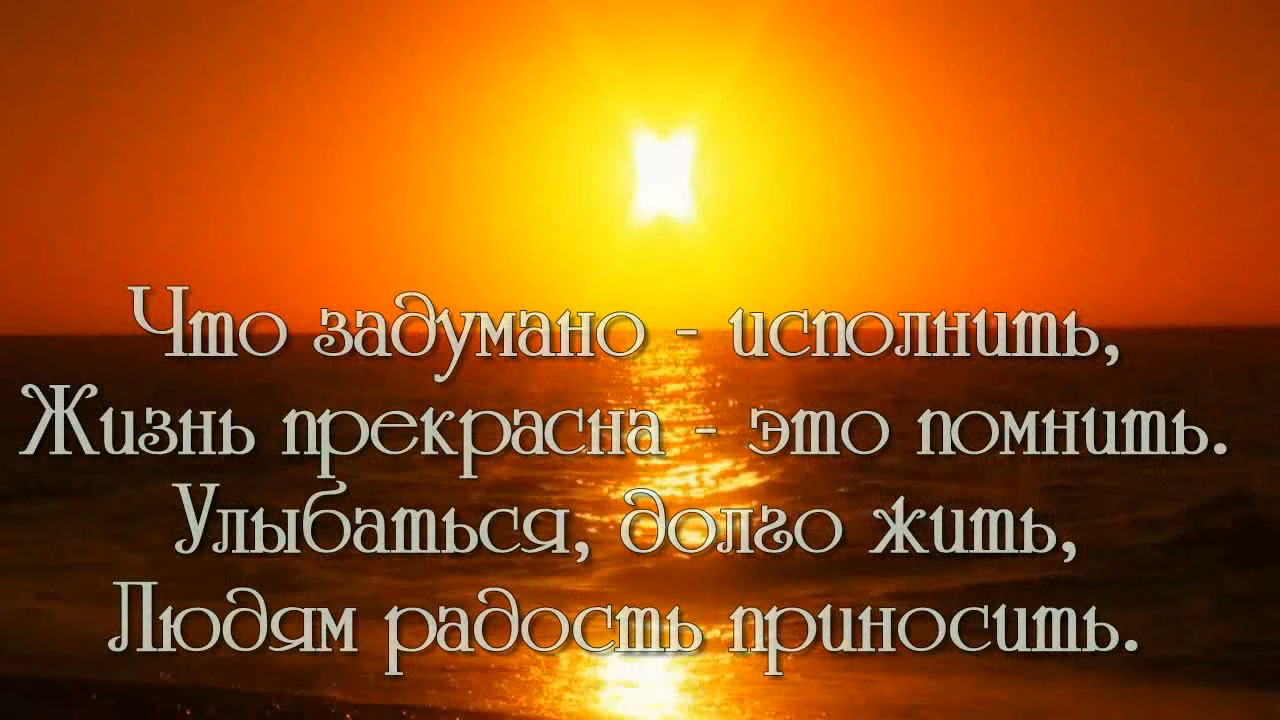 Что задумано - исполнить,
Жизнь прекрасна - это помнить.
Улыбаться, долго жить,
Людям радость приносить.